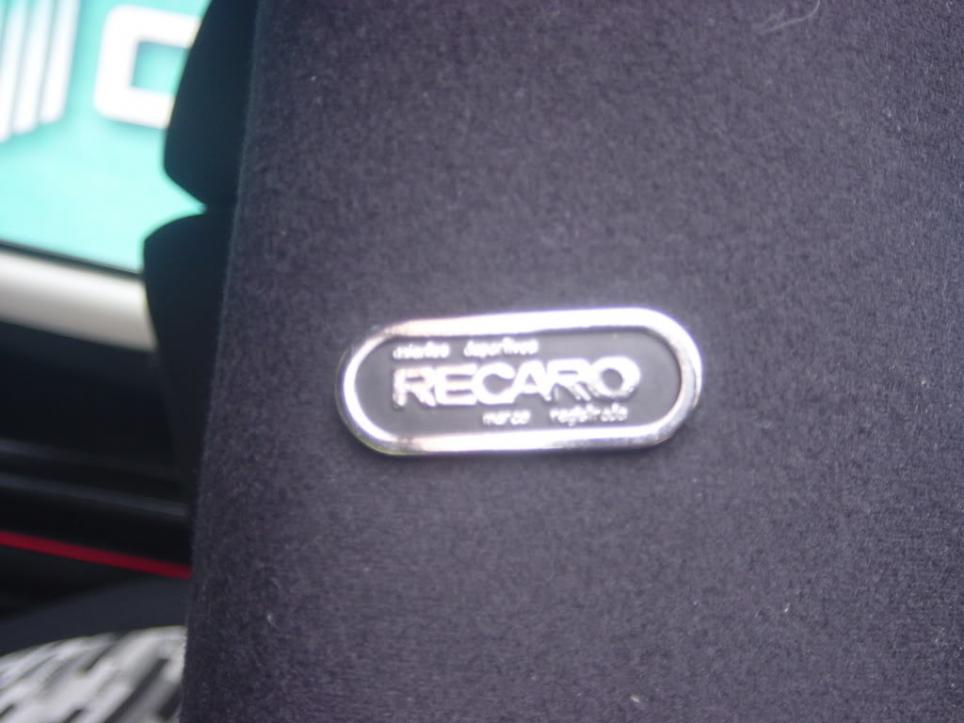 asientos deportivos
RECARO
marca registrada